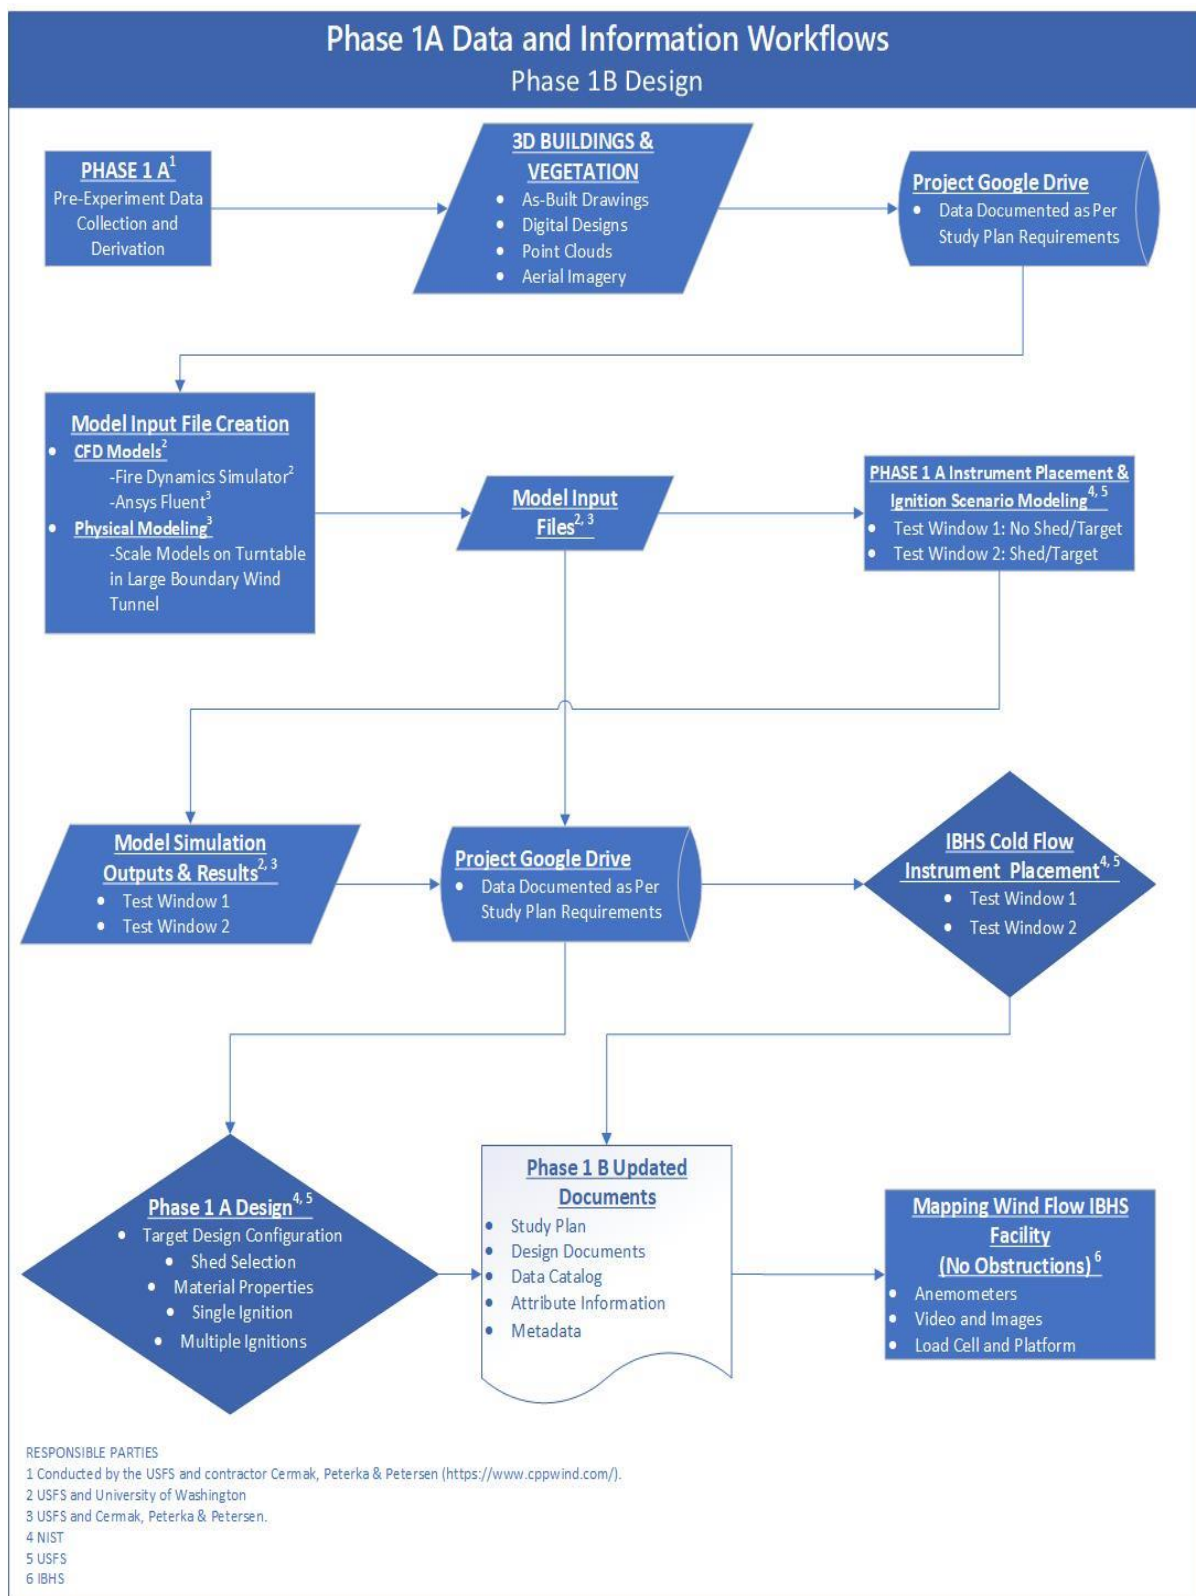 Phase 1A Data and Information Workflows
Phase 1B Design
PHASE 1 A1
Pre-Experiment Data
Collection and
Derivation
3D BUILDINGS &
VEGETATION
• As-Built Drawings
• Digital Designs
• Point Clouds
• Aerial Imagery
Project Google Drive
• Data Documented as Per
Study Plan Requirements
Model Input File Creation
• CFD Models2
-Fire Dynamics Simulator2
-Ansys Fluent3
• Physical Modeling3
-Scale Models on Turntable
in Large Boundary Wind
Tunnel
Model Input
Files2, 3
PHASE 1 A Instrument Placement &
Ignition Scenario Modeling4, 5
• Test Window 1: No Shed/Target
• Test Window 2: Shed/Target
Model Simulation
Outputs & Results2, 3
• Test Window 1
• Test Window 2
Project Google Drive
• Data Documented as Per
Study Plan Requirements
IBHS Cold Flow
Instrument Placement4, 5
• Test Window 1
• Test Window 2
Phase 1 A Design4, 5
• Target Design Configuration
• Shed Selection
• Material Properties
• Single Ignition
• Multiple Ignitions
Phase 1 B Updated
Documents
• Study Plan
• Design Documents
• Data Catalog
• Attribute Information
• Metadata
Mapping Wind Flow IBHS
Facility
(No Obstructions) 6
• Anemometers
• Video and Images
• Load Cell and Platform
RESPONSIBLE PARTIES
1 Conducted by the USFS and contractor Cermak, Peterka & Petersen (https://www.cppwind.com/).
2 USFS and University of Washington
3 USFS and Cermak, Peterka & Petersen.
4 NIST
5 USFS
6 IBHS